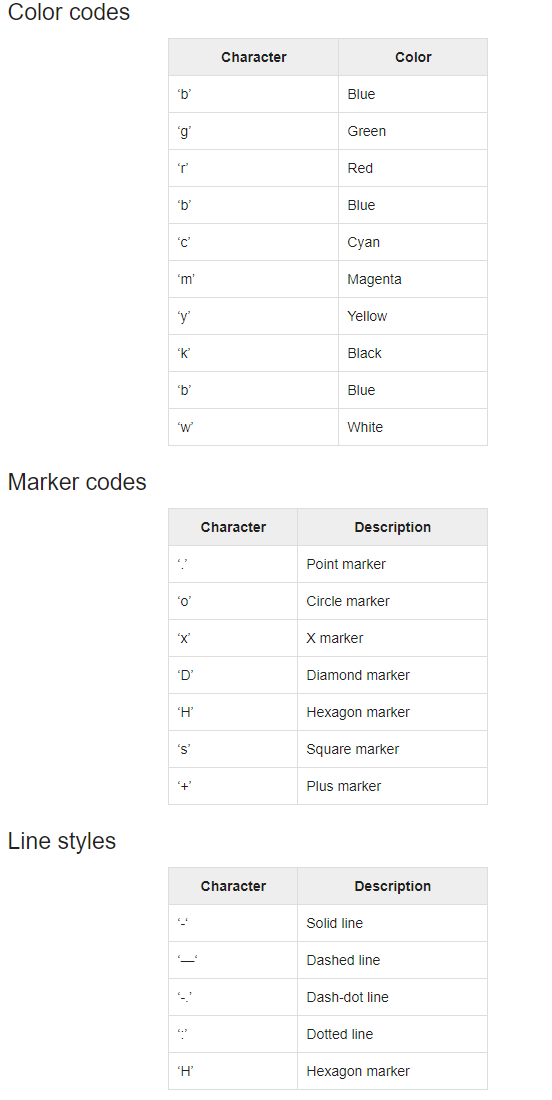 Color codes
Character Color
‘b’ Blue
‘g’ Green
‘r’ Red
‘b’ Blue
‘c’ Cyan
‘m’ Magenta
‘y’ Yellow
‘k’ Black
‘b’ Blue
‘w’ White
Marker codes
Character Description
‘.’ Point marker
‘o’ Circle marker
‘x’ X marker
‘D’ Diamond marker
‘H’ Hexagon marker
‘s’ Square marker
‘+’ Plus marker
Line styles
Character Description
‘-‘ Solid line
‘—‘ Dashed line
‘-.’ Dash-dot line
‘:’ Dotted line
‘H’ Hexagon marker